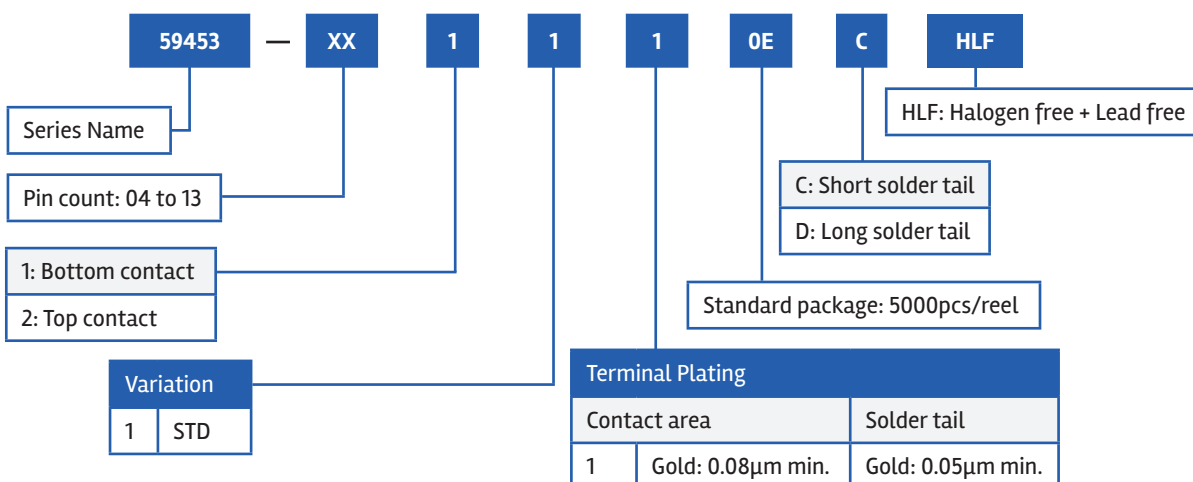 59453 — XX 1 1 1 0E C HLF
HLF: Halogen free + Lead free
Series Name
C: Short solder tail
D: Long solder tail
Pin count: 04 to 13
1: Bottom contact
2: Top contact
Standard package: 5000pcs/reel
Variation
1 STD
Terminal Plating
Contact area Solder tail
1 Gold: 0.08μm min. Gold: 0.05μm min.